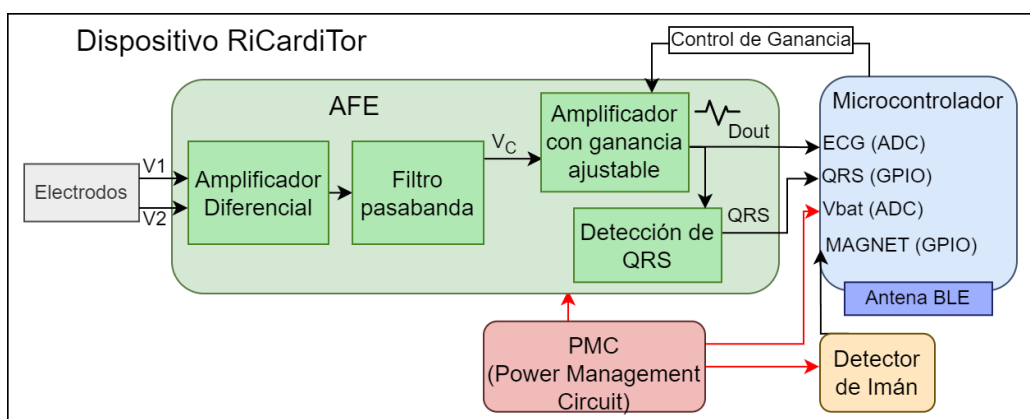 Dispositivo RiCardiTor
Control de Ganancia
AFE
Microcontrolador
Electrodos
V1
V2
Amplificador
Diferencial
Filtro
pasabanda
VC
Amplificador
con ganancia
ajustable
Dout
Detección de
QRS
QRS
ECG (ADC)
QRS (GPIO)
Vbat (ADC)
MAGNET (GPIO)
Antena BLE
PMC
(Power Management
Circuit)
Detector
de Imán